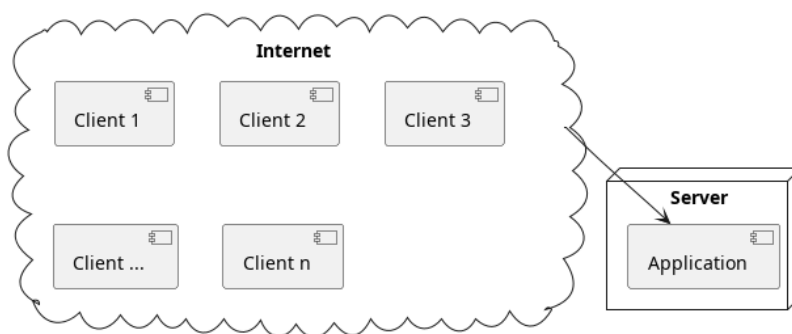 Internet
Client 1
Client 2
Client 3
Client ...
Client n
Server
Application